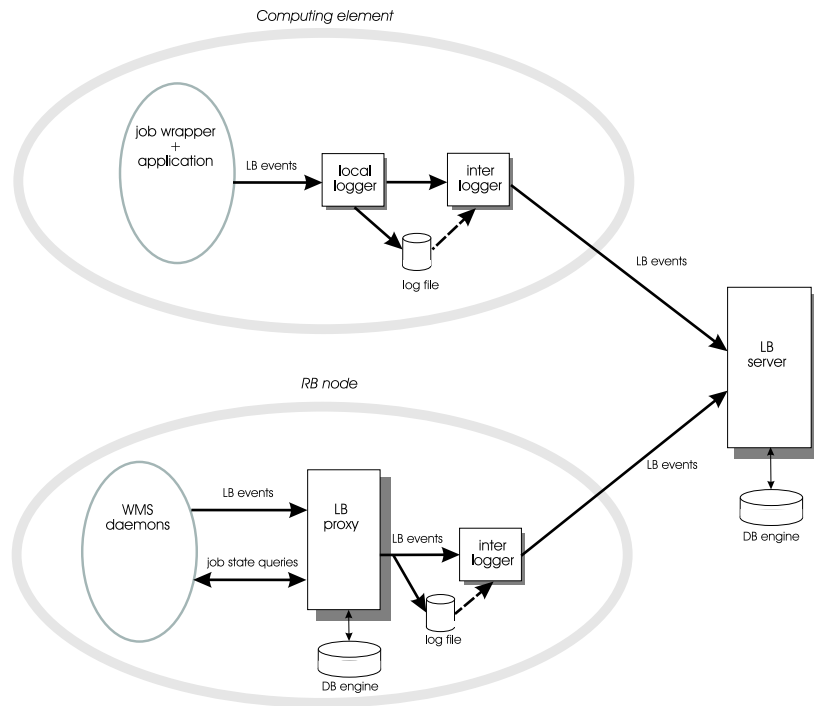 Computing element
job wrapper
+
application
LB events
local
logger
inter
logger
log file
LB events
LB
server
DB engine
RB node
LB events
WMS
daemons
LB
proxy
LB events
LB events
inter
logger
job state queries
log file
DB engine